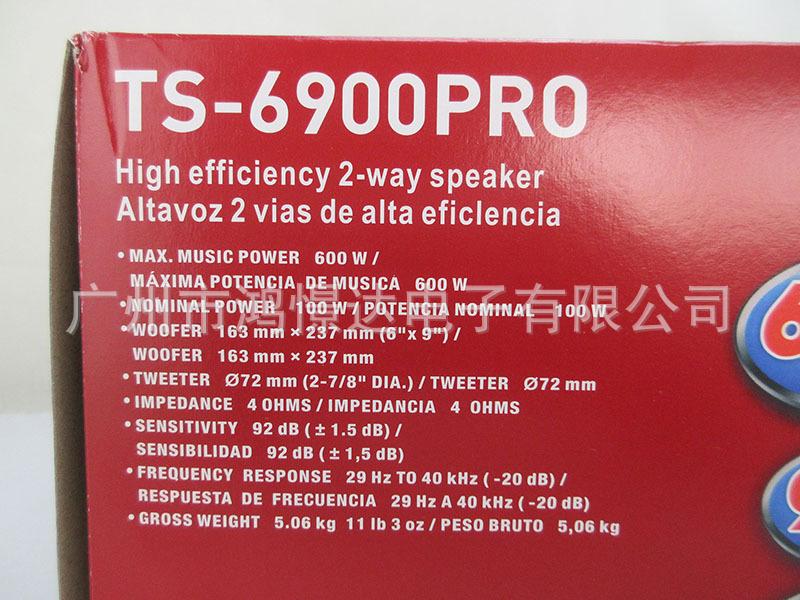 TS-6900PRO
High efficiency 2-way speaker
Altavoz 2 vias de alta eficlencia
• MAX. MUSIC POWER 600 W /
MÁXIMA POTENCIA DE MUSICÁ 600 W
• NOMINAL POWER 100 W / POTENCIA NOMINAL 100 W
广州市鸿憬达电子有限公司
• WOOFER 163 mm × 237 mm (6"x 9") /
WOOFER 163 mm × 237 mm
• TWEETER Ø72 mm (2-7/8" DIA.) / TWEETER Ø72 mm
• IMPEDANCE 4 OHMS / IMPEDANCIA 4 OHMS
• SENSITIVITY 92 dB ( ± 1.5 dB) /
SENSIBILIDAD 92 dB ( ± 1,5 dB)
• FREQUENCY RESPONSE 29 Hz TO 40 kHz ( -20 dB) /
RESPUESTA DE FRECUENCIA 29 Hz A 40 kHz ( -20 dB)
• GROSS WEIGHT 5.06 kg 11 lb 3 oz / PESO BRUTO 5,06 kg
6